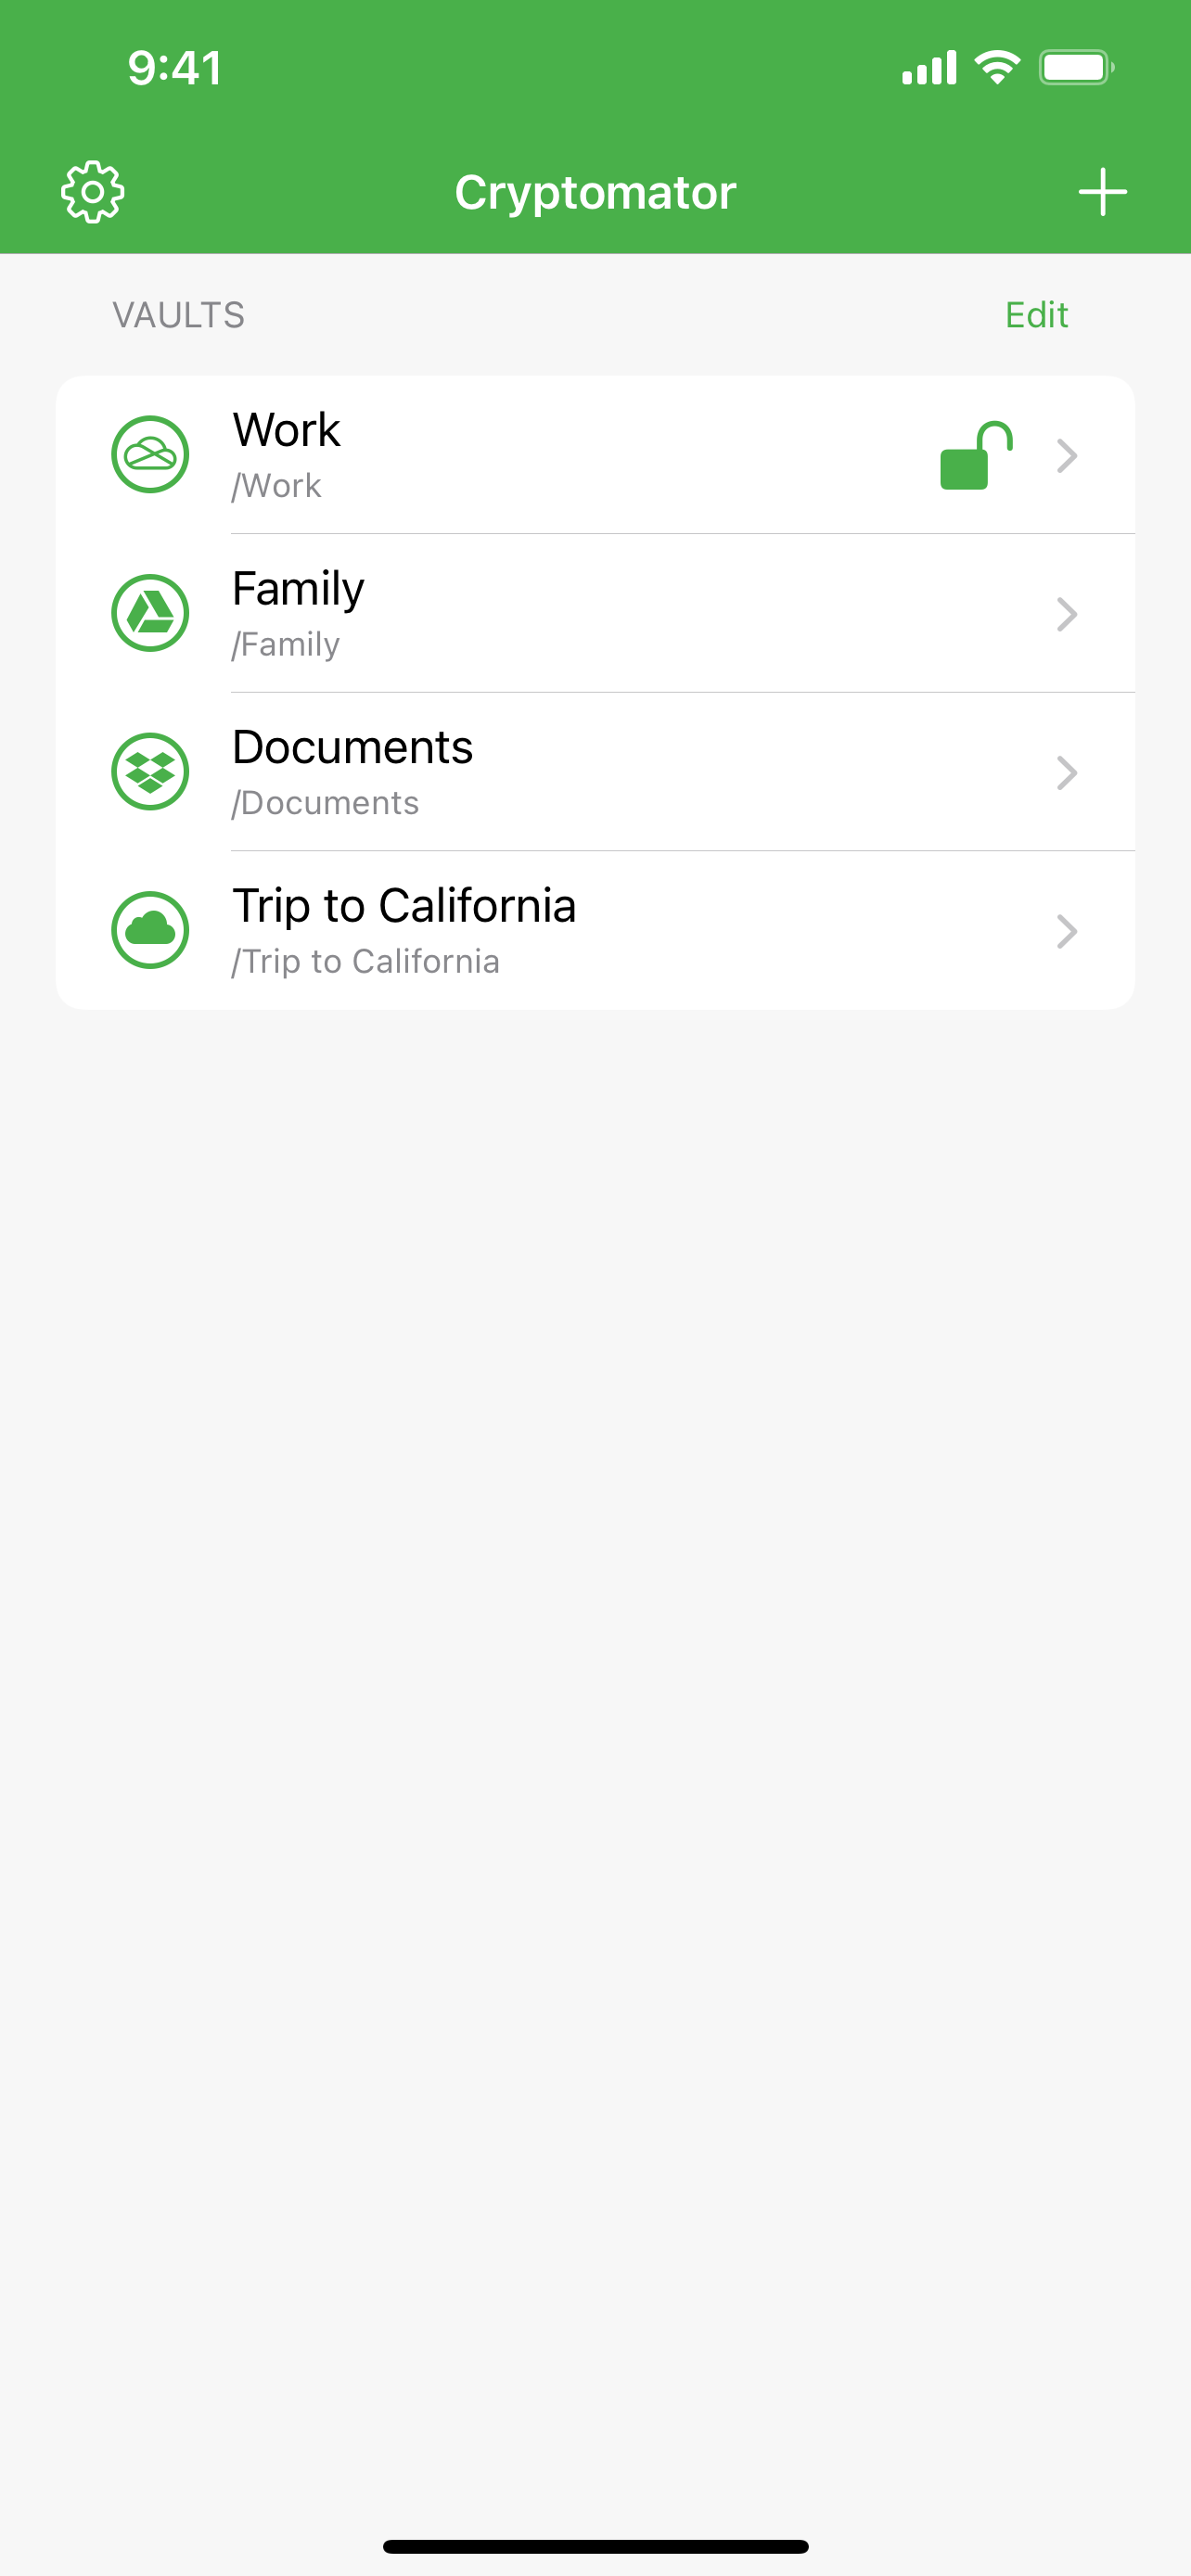 9:41
Cryptomator
VAULTS
Edit
Work
/Work
Family
/Family
Documents
/Documents
Trip to California
/Trip to California